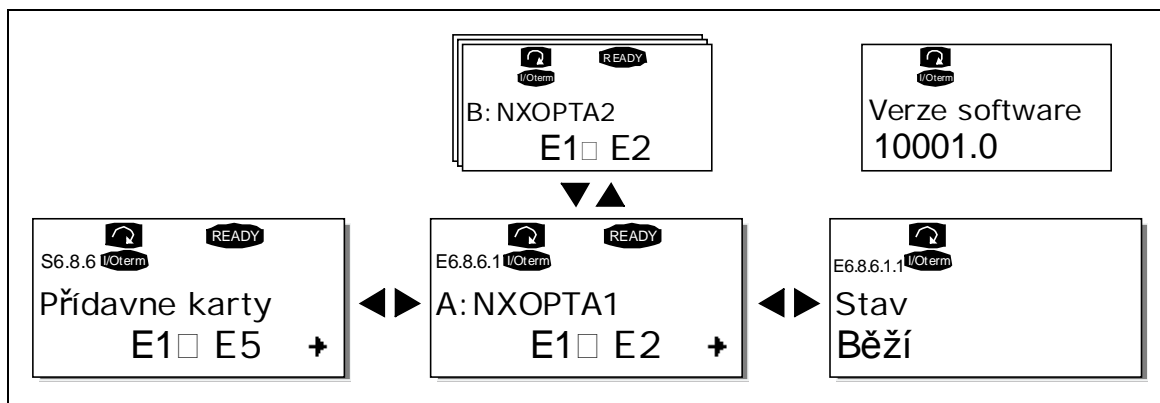 I/Oterm
READY
B: NXOPTA2
E1□ E2
I/Oterm
Verze software
10001.0
READY
S6.8.6 I/Oterm
Přídavne karty
E1□ E5
READY
E6.8.6.1 I/Oterm
A: NXOPTA1
E1□ E2
E6.8.6.1.1 I/Oterm
Stav
Běží